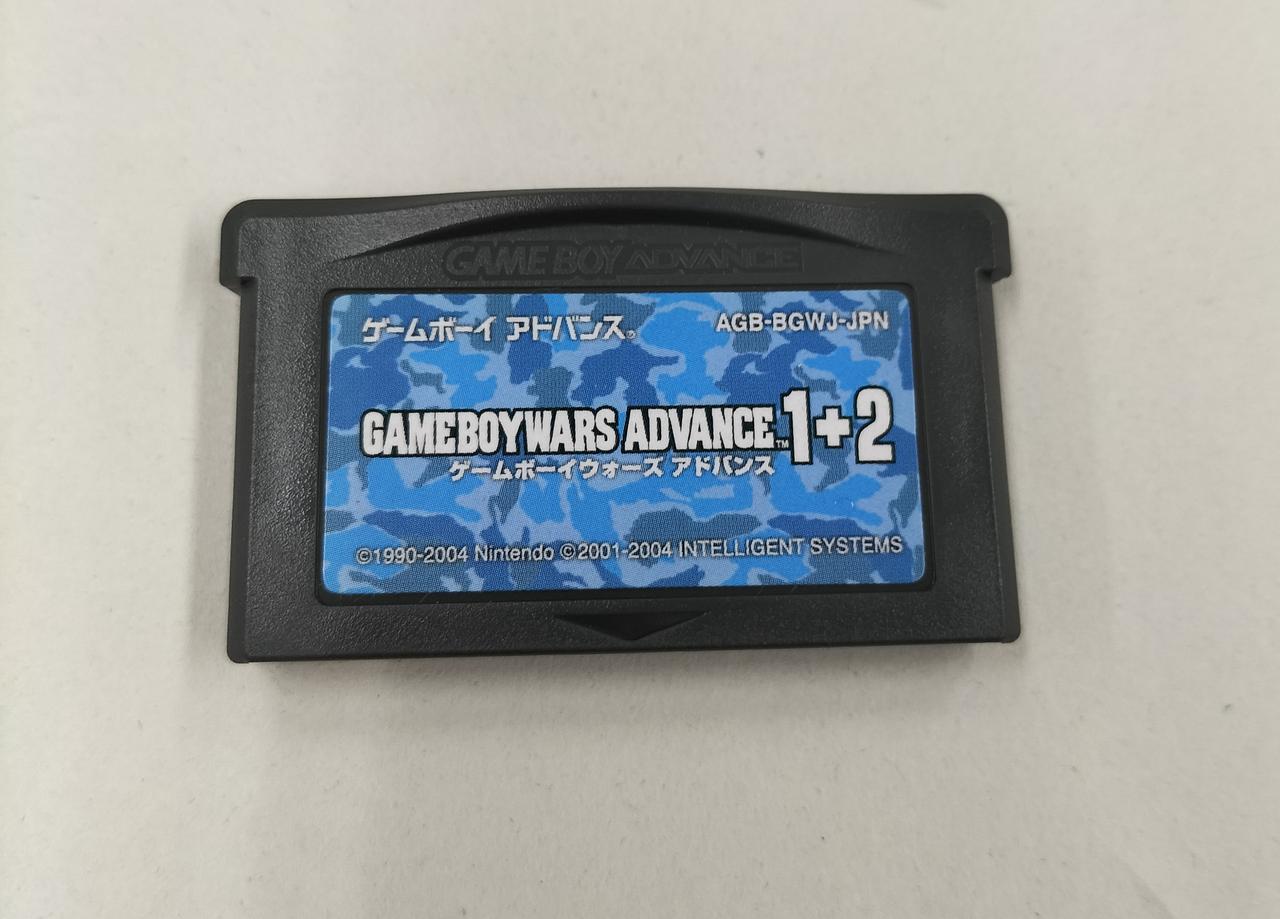 GAME BOY ADVANCE
ゲームボーイ アドバンス®
AGB-BGWJ-JPN
GAMEBOYWARS ADVANCE™1+2
ゲームボーイウォーズ アドバンス
©1990-2004 Nintendo ©2001-2004 INTELLIGENT SYSTEMS